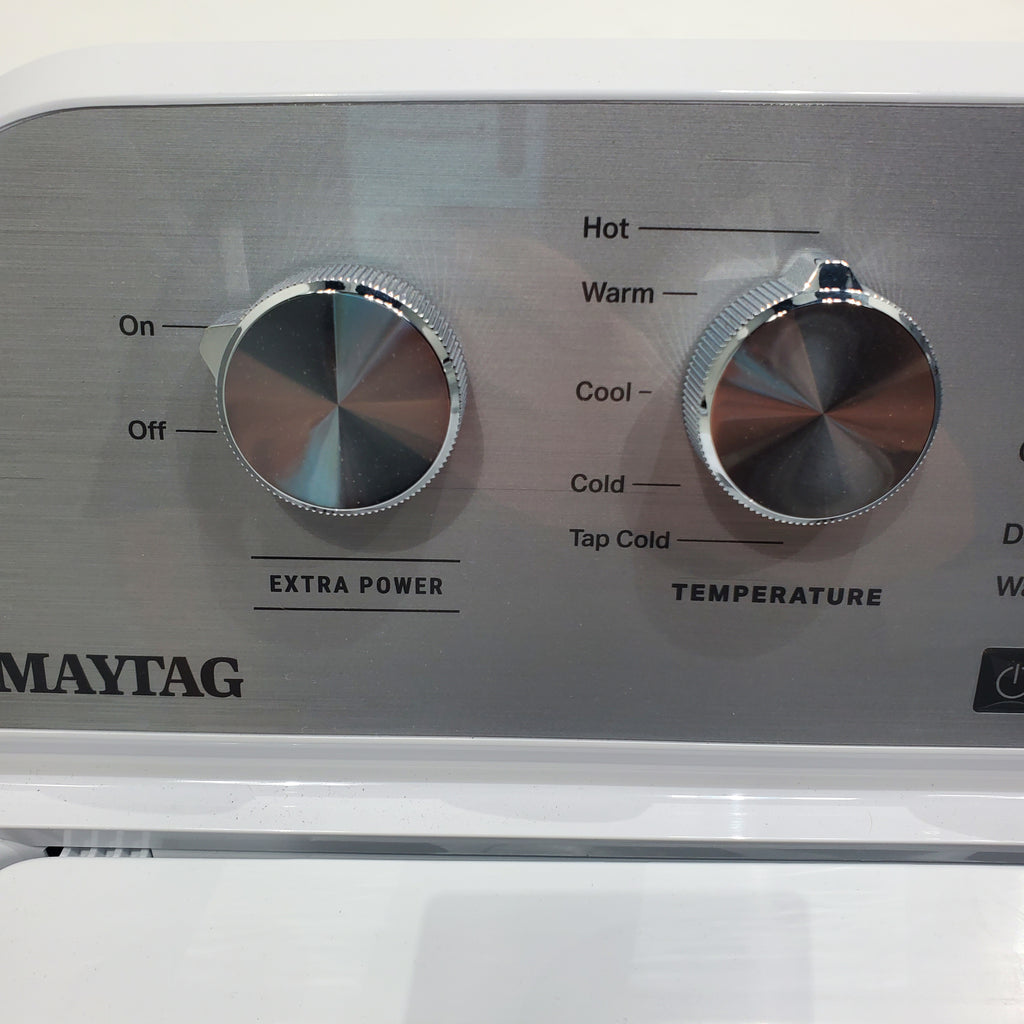 Hot
Warm
On
Cool
Off
Cold
Tap Cold
EXTRA POWER
TEMPERATURE
MAYTAG